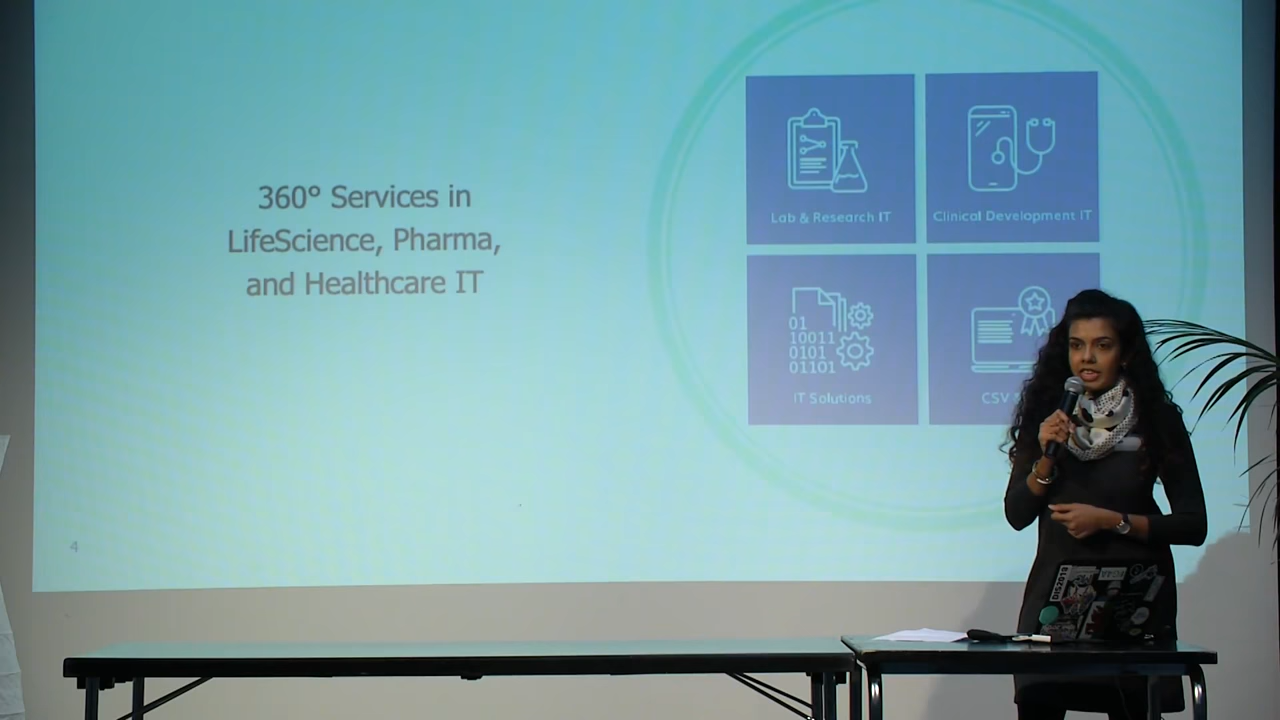 360° Services in
LifeScience, Pharma,
and Healthcare IT
Lab & Research IT
Clinical Development IT
01
10011
0101
01101
IT Solutions
CSV
4
DIS2019